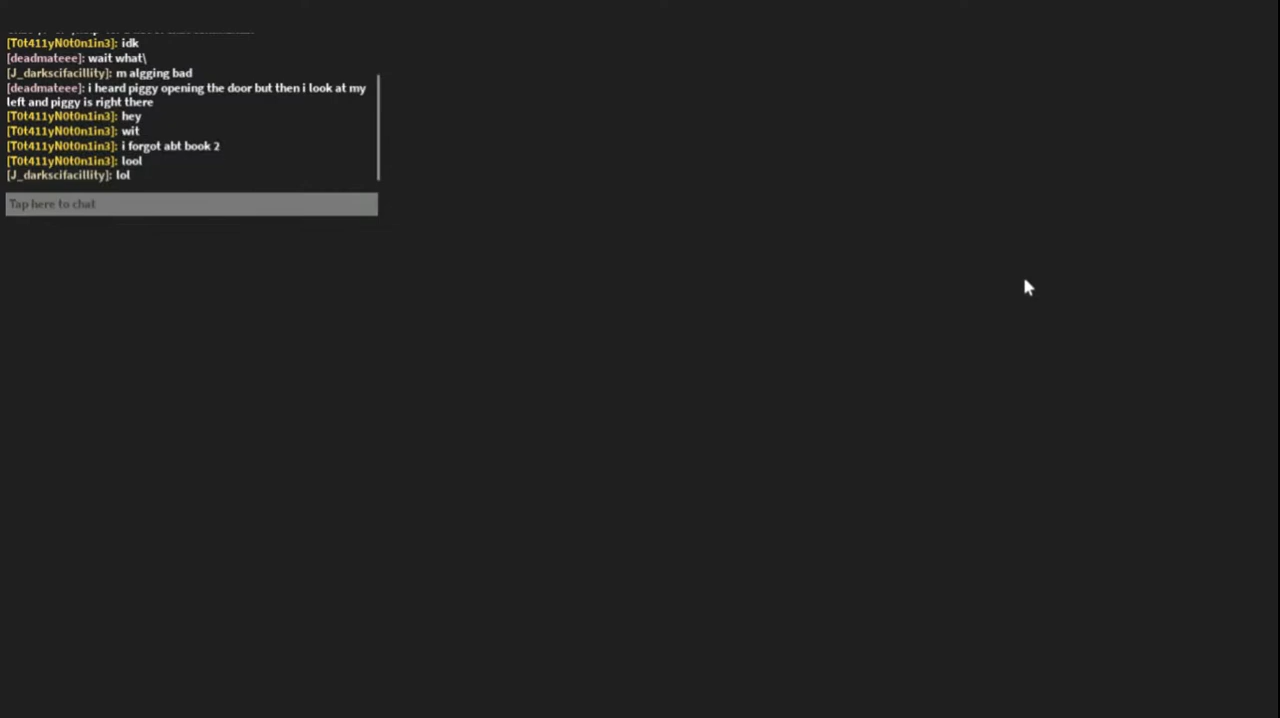 [T0t411yN0t0n1in3]: idk
[deadmateee]: wait what\
[J_darkscifacillity]: m algging bad
[deadmateee]: i heard piggy opening the door but then i look at my
left and piggy is right there
[T0t411yN0t0n1in3]: hey
[T0t411yN0t0n1in3]: wit
[T0t411yN0t0n1in3]: i forgot abt book 2
[T0t411yN0t0n1in3]: lool
[J_darkscifacillity]: lol
Tap here to chat